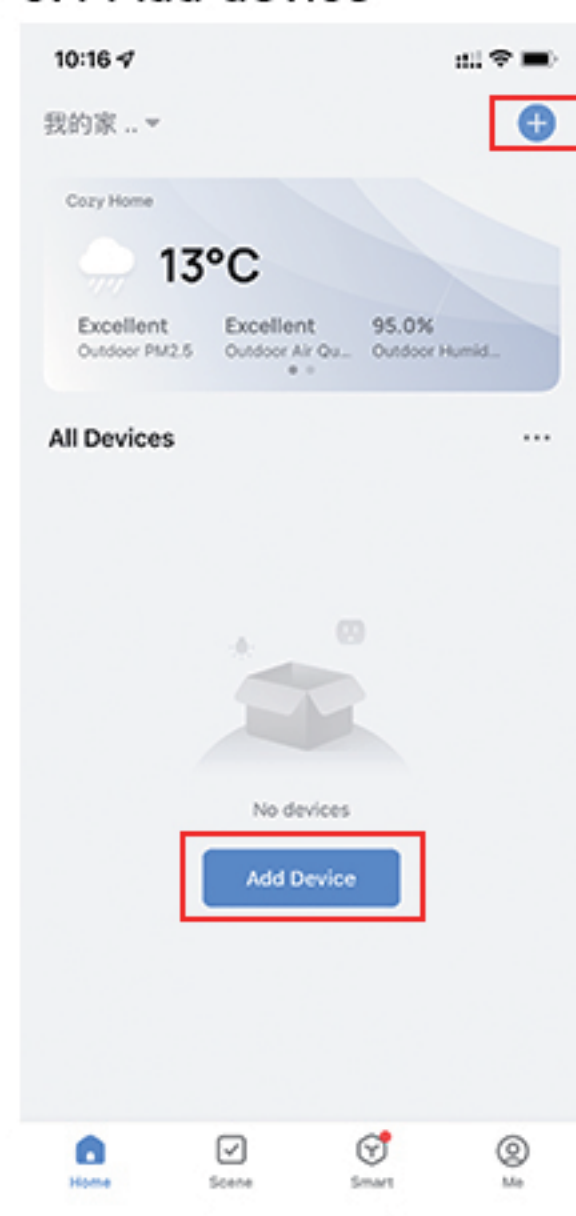 10:16
我的家 ..
Cozy Home
13°C
Excellent Excellent 95.0%
Outdoor PM2.5 Outdoor Air Qu... Outdoor Humid...
All Devices
...
No devices
Add Device
Home Scene Smart Me